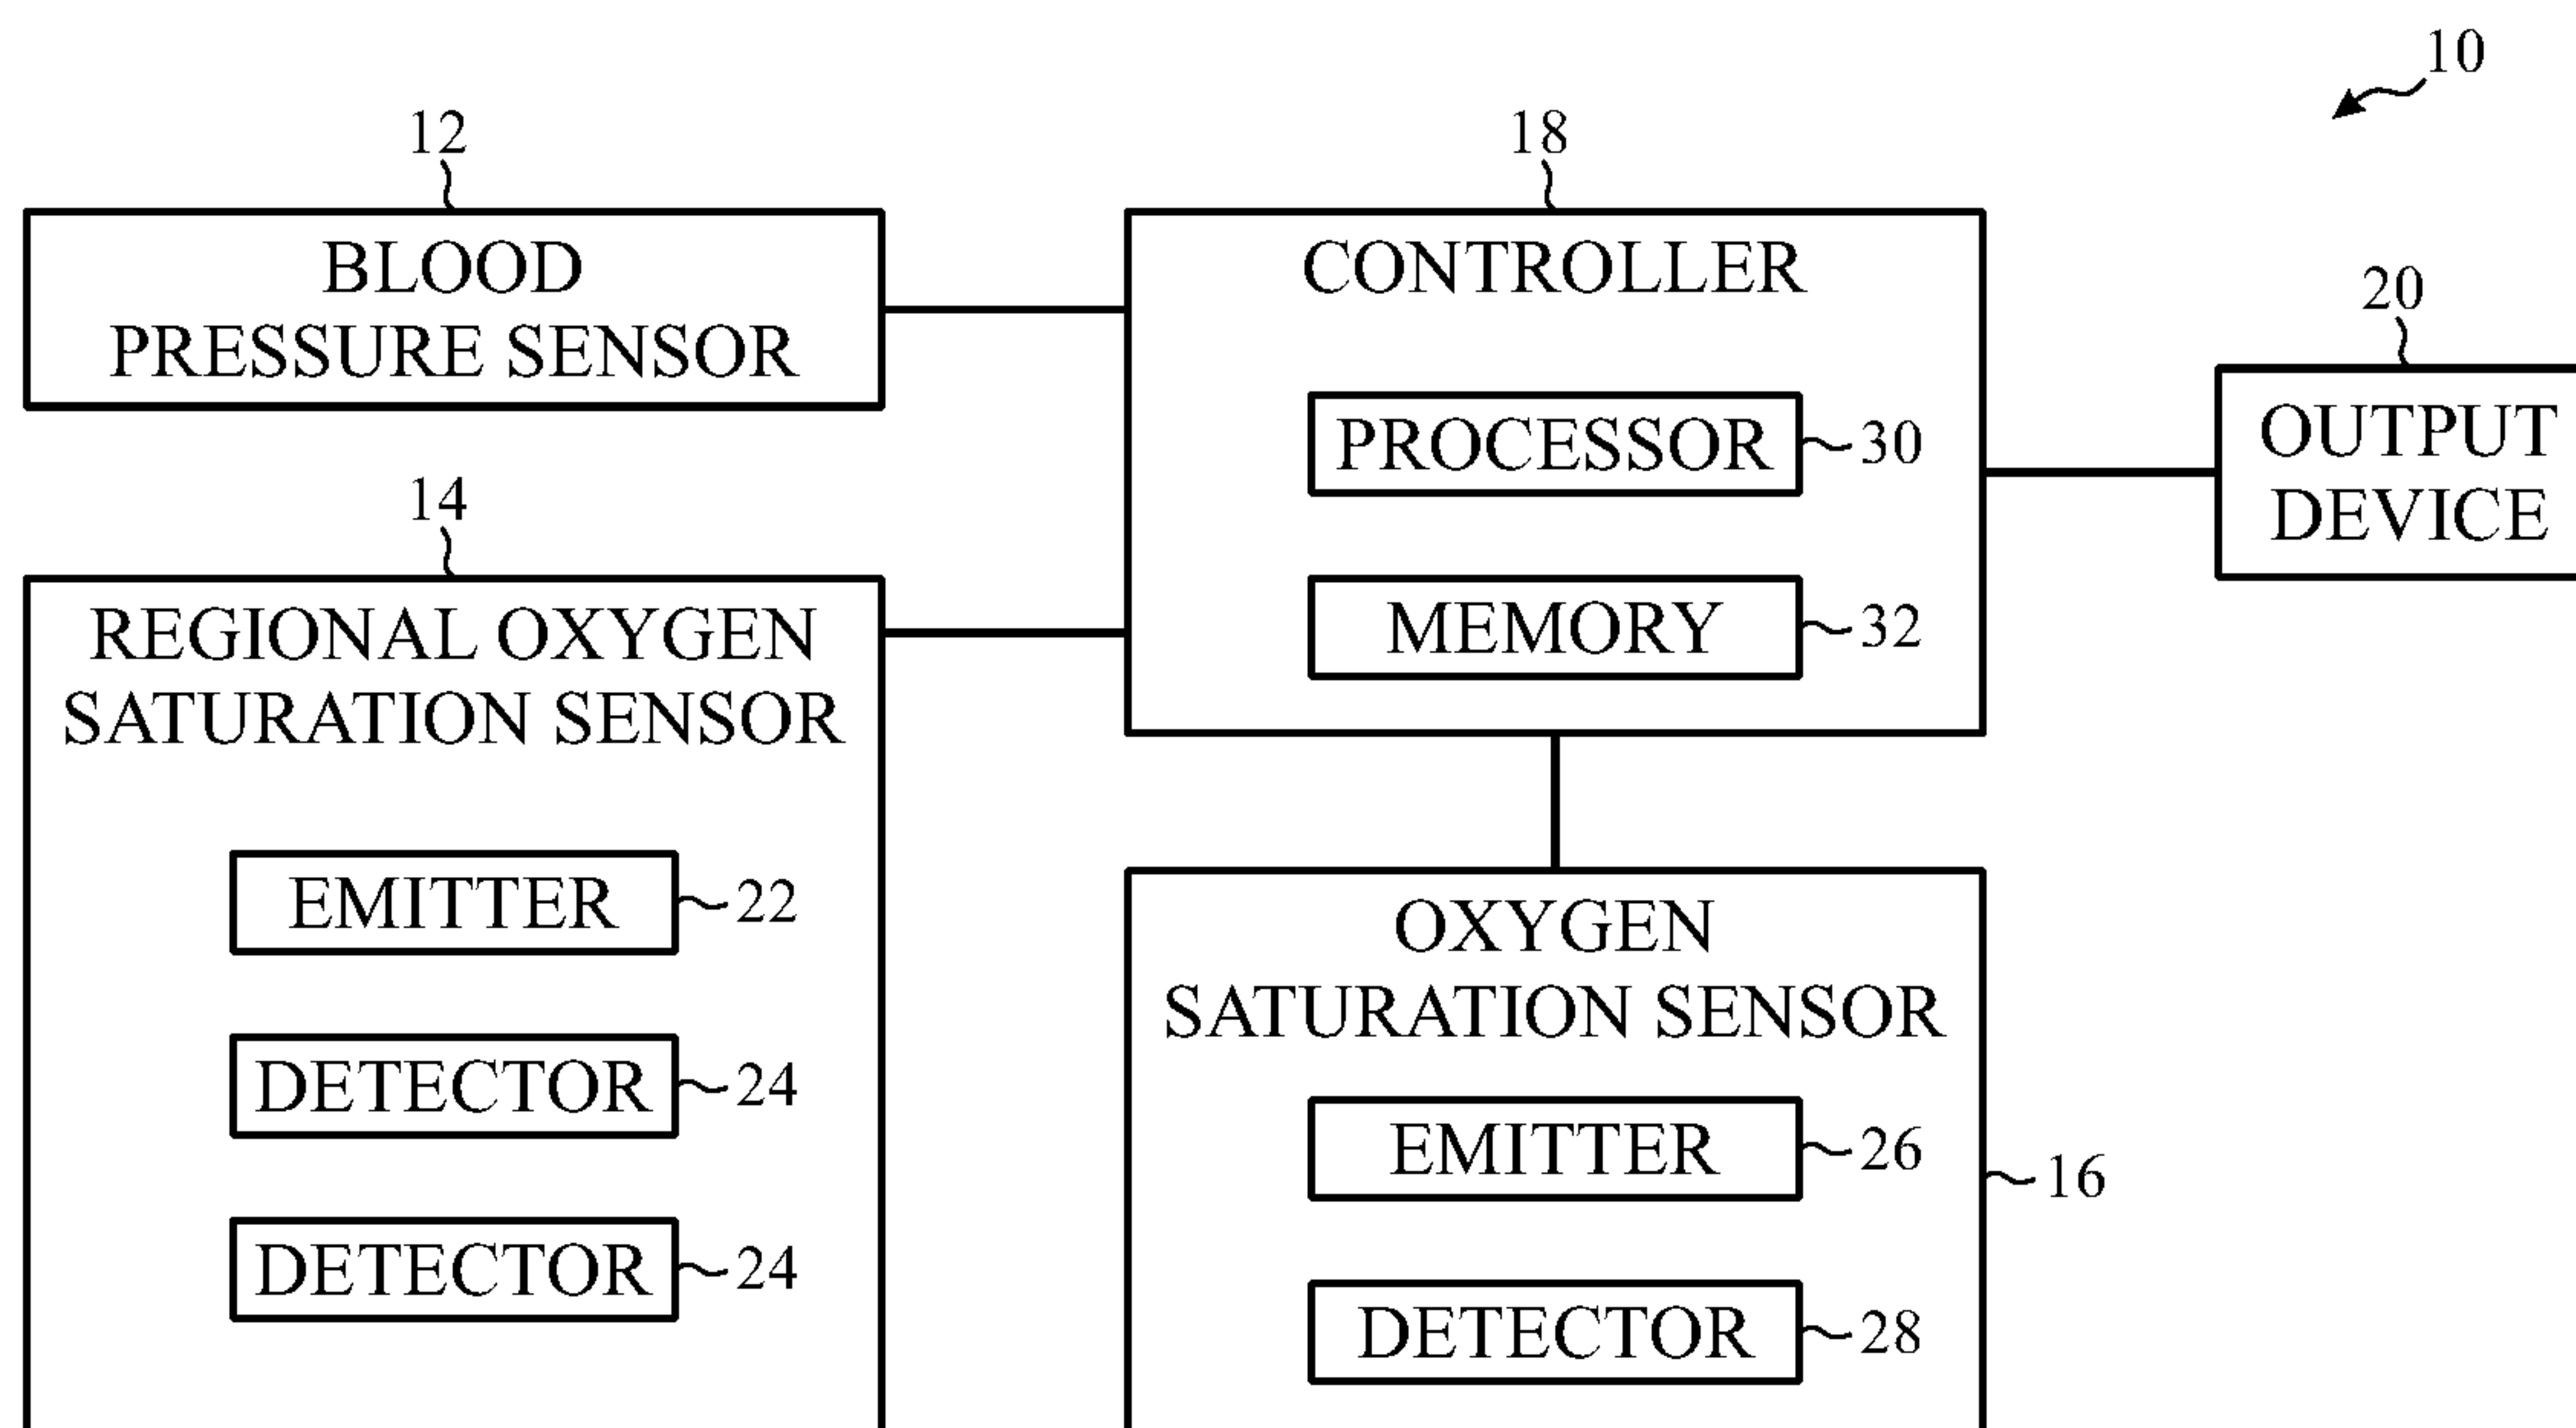 10
12
BLOOD
PRESSURE SENSOR
18
CONTROLLER
PROCESSOR 30
MEMORY 32
20
OUTPUT
DEVICE
14
REGIONAL OXYGEN
SATURATION SENSOR
EMITTER 22
DETECTOR 24
DETECTOR 24
OXYGEN
SATURATION SENSOR
EMITTER 26
16
DETECTOR 28